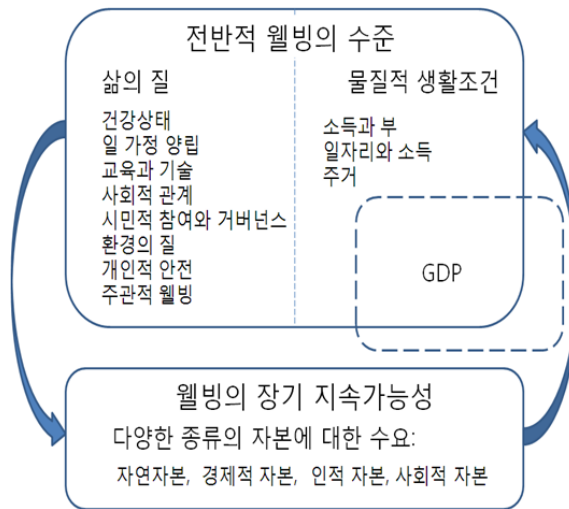 전반적 웰빙의 수준
삶의 질
건강상태
일 가정 양립
교육과 기술
사회적 관계
시민적 참여와 거버넌스
환경의 질
개인적 안전
주관적 웰빙
물질적 생활조건
소득과 부
일자리와 소득
주거
GDP
웰빙의 장기 지속가능성
다양한 종류의 자본에 대한 수요:
자연자본, 경제적 자본, 인적 자본, 사회적 자본